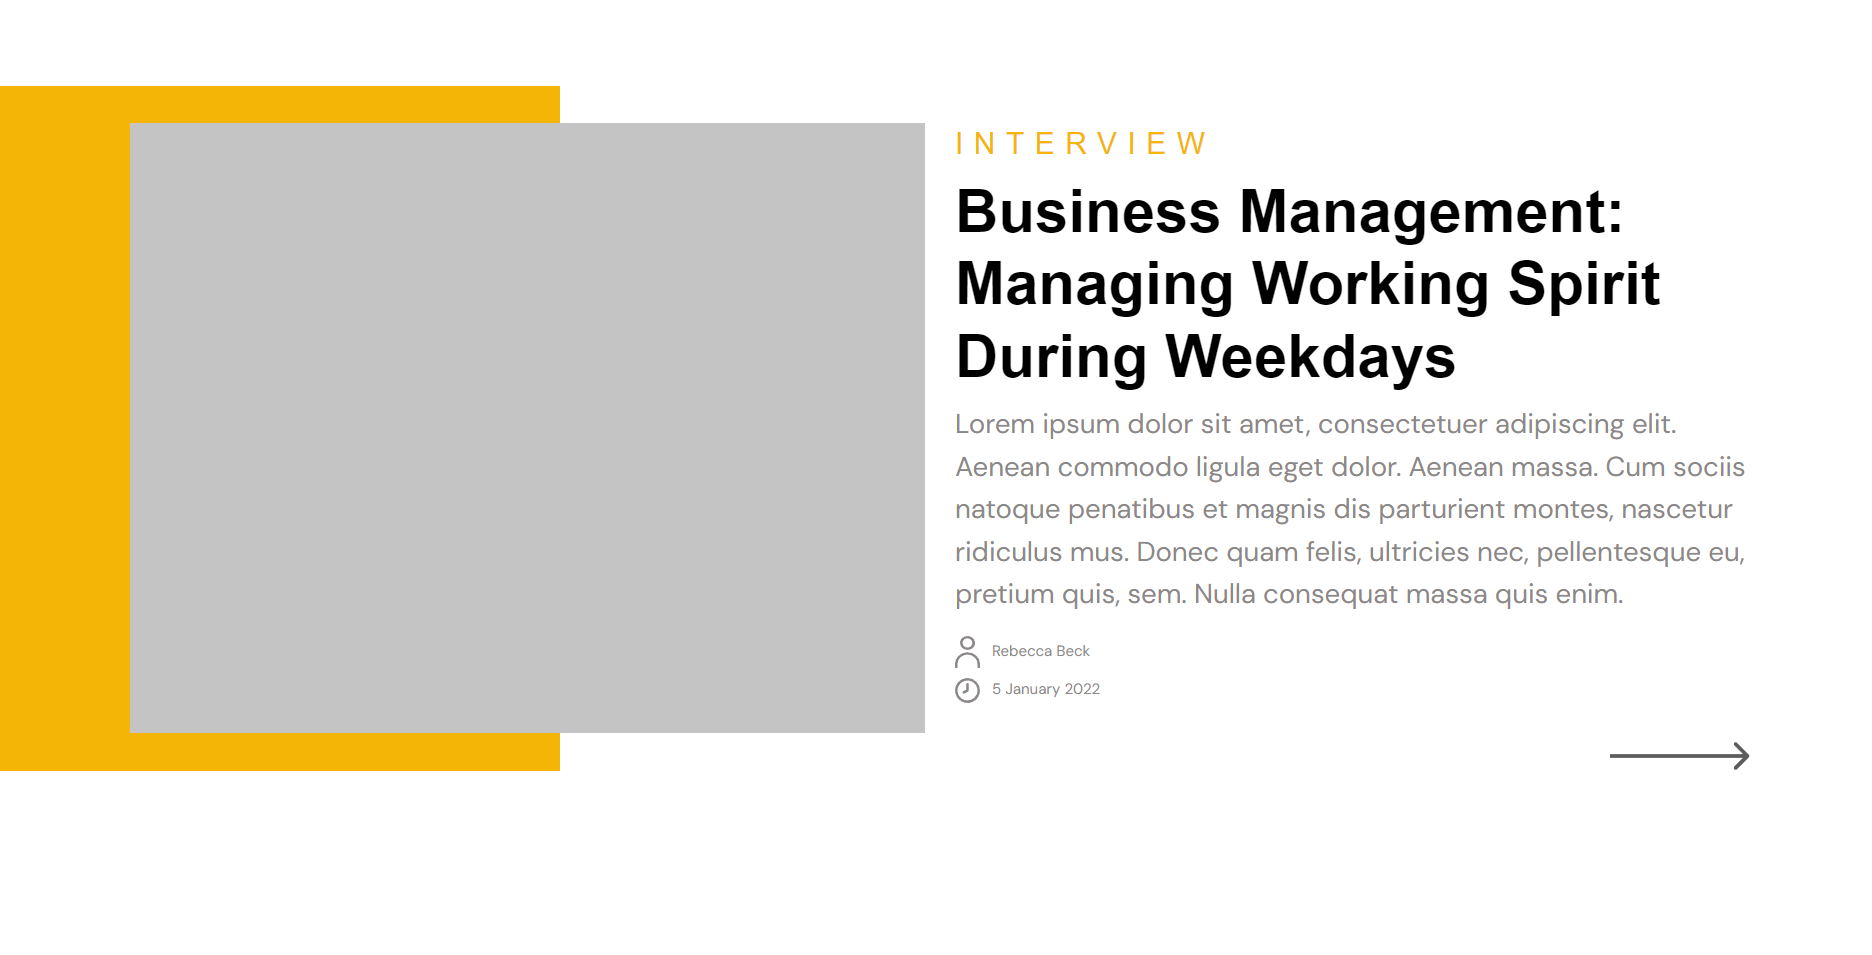 INTERVIEW
Business Management:
Managing Working Spirit
During Weekdays
Lorem ipsum dolor sit amet, consectetuer adipiscing elit.
Aenean commodo ligula eget dolor. Aenean massa. Cum sociis
natoque penatibus et magnis dis parturient montes, nascetur
ridiculus mus. Donec quam felis, ultricies nec, pellentesque eu,
pretium quis, sem. Nulla consequat massa quis enim.
Rebecca Beck
5 January 2022